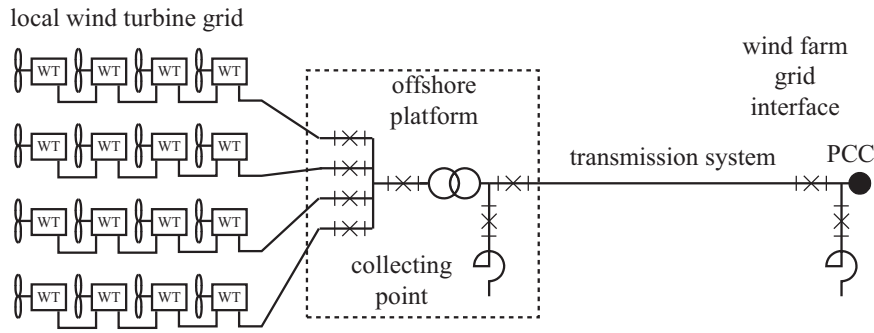 local wind turbine grid
WT WT WT WT
WT WT WT WT
WT WT WT WT
WT WT WT WT
offshore
platform
collecting
point
transmission system
wind farm
grid
interface
PCC